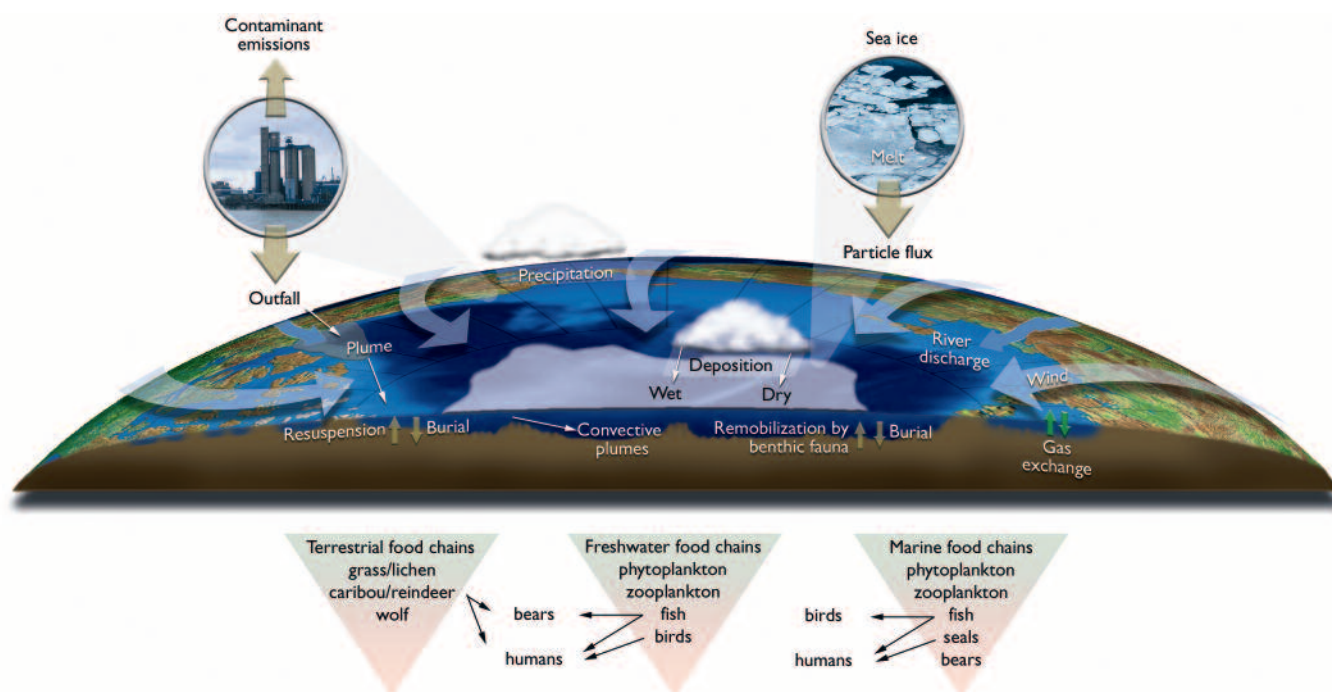 Contaminant
emissions
Sea ice
Melt
Particle flux
Outfall
Precipitation
Plume
River
discharge
Deposition
Wind
Wet
Dry
Resuspension
Burial
Convective
plumes
Remobilization by
benthic fauna
Burial
Gas
exchange
Terrestrial food chains
grass/lichen
caribou/reindeer
wolf
bears
humans
Freshwater food chains
phytoplankton
zooplankton
fish
birds
birds
humans
Marine food chains
phytoplankton
zooplankton
fish
seals
bears